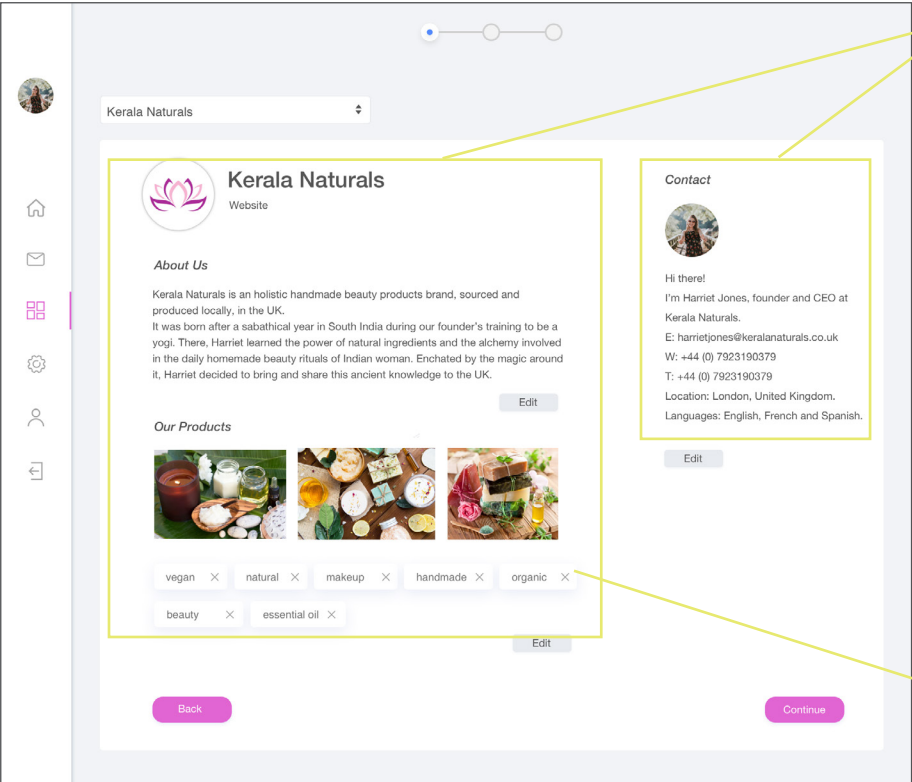 Kerala Naturals
Kerala Naturals
Website
About Us
Kerala Naturals is an holistic handmade beauty products brand, sourced and
produced locally, in the UK.
It was born after a sabathical year in South India during our founder's training to be a
yogi. There, Harriet learned the power of natural ingredients and the alchemy involved
in the daily homemade beauty rituals of Indian woman. Enchated by the magic around
it, Harriet decided to bring and share this ancient knowledge to the UK.
Edit
Our Products
vegan
natural
makeup
handmade
organic
beauty
essential oil
Edit
Contact
Hi there!
I'm Harriet Jones, founder and CEO at
Kerala Naturals.
E: harrietjones@keralanaturals.co.uk
W: +44 (0) 7923190379
T: +44 (0) 7923190379
Location: London, United Kingdom.
Languages: English, French and Spanish.
Edit
Back
Continue